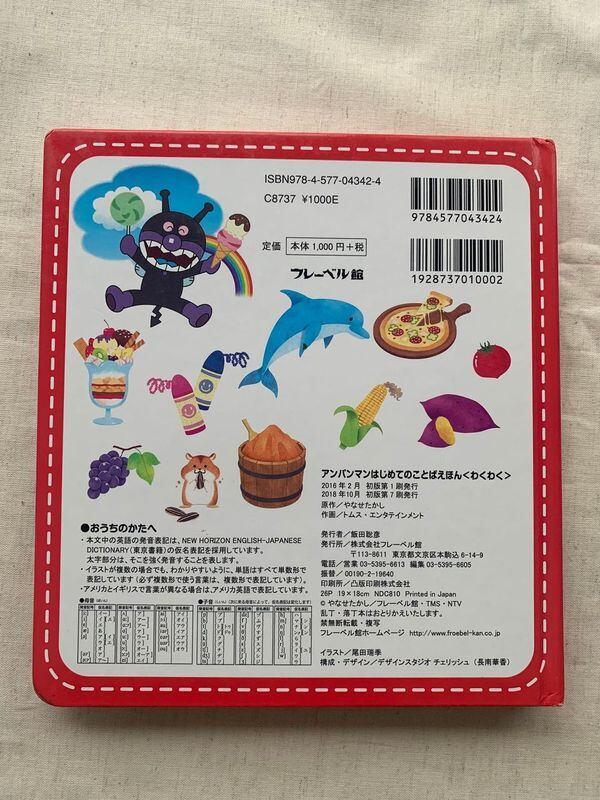 ISBN978-4-577-04342-4
C8737 ¥1000E
9784577043424
定価 本体1,000円+税
1928737010002
フレーベル館
アンパンマンはじめてのことばえほん<わくわく>
2016年2月 初版第1刷発行
2018年10月 初版第7刷発行
原作/やなせたかし
作画/トムス・エンタテインメント
発行者/飯田聡彦
発行所/株式会社フレーベル館
〒113-8611 東京都文京区本駒込6-14-9
電話/営業 03-5395-6613 編集 03-5395-6605
振替/00190-2-19640
印刷所/凸版印刷株式会社
26P 19×18cm NDC810 Printed in Japan
© やなせたかし/フレーベル館・TMS・NTV
乱丁・落丁本はおとりかえいたします。
禁無断転載・複写
フレーベル館ホームページ http://www.froebel-kan.co.jp
イラスト/尾田瑞季
構成・デザイン/デザインスタジオ チェリッシュ(長南華香)
●おうちのかたへ
・本文中の英語の発音表記は、NEW HORIZON ENGLISH-JAPANESE
DICTIONARY(東京書籍)の仮名表記を採用しています。
太字部分は、そこを強く発音することを表します。
・イラストが複数の場合でも、わかりやすいように、単語はすべて単数形で
表記しています(必ず複数形で使う言葉は、複数形で表記しています)。
・アメリカとイギリスで言葉が異なる場合は、アメリカ英語で表記しています。